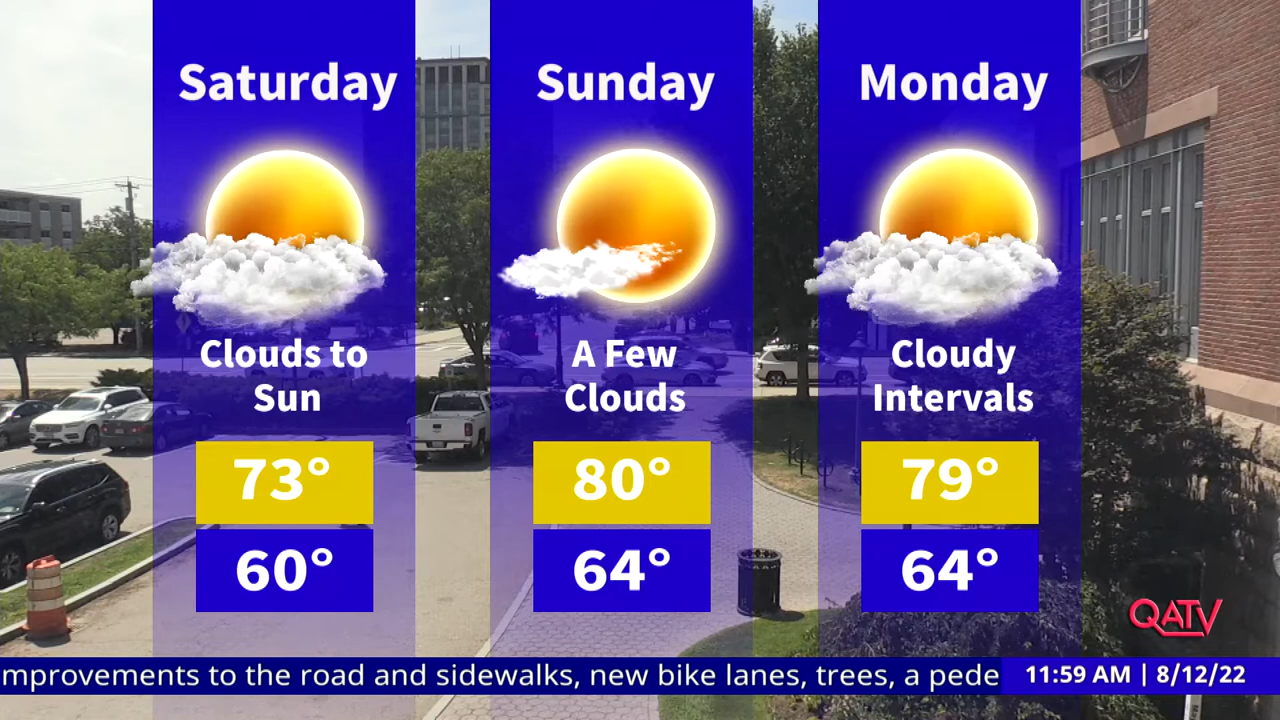 Saturday
Clouds to
Sun
73°
60°
Sunday
A Few
Clouds
80°
64°
Monday
Cloudy
Intervals
79°
64°
QATV
mprovements to the road and sidewalks, new bike lanes, trees, a pede
11:59 AM | 8/12/22